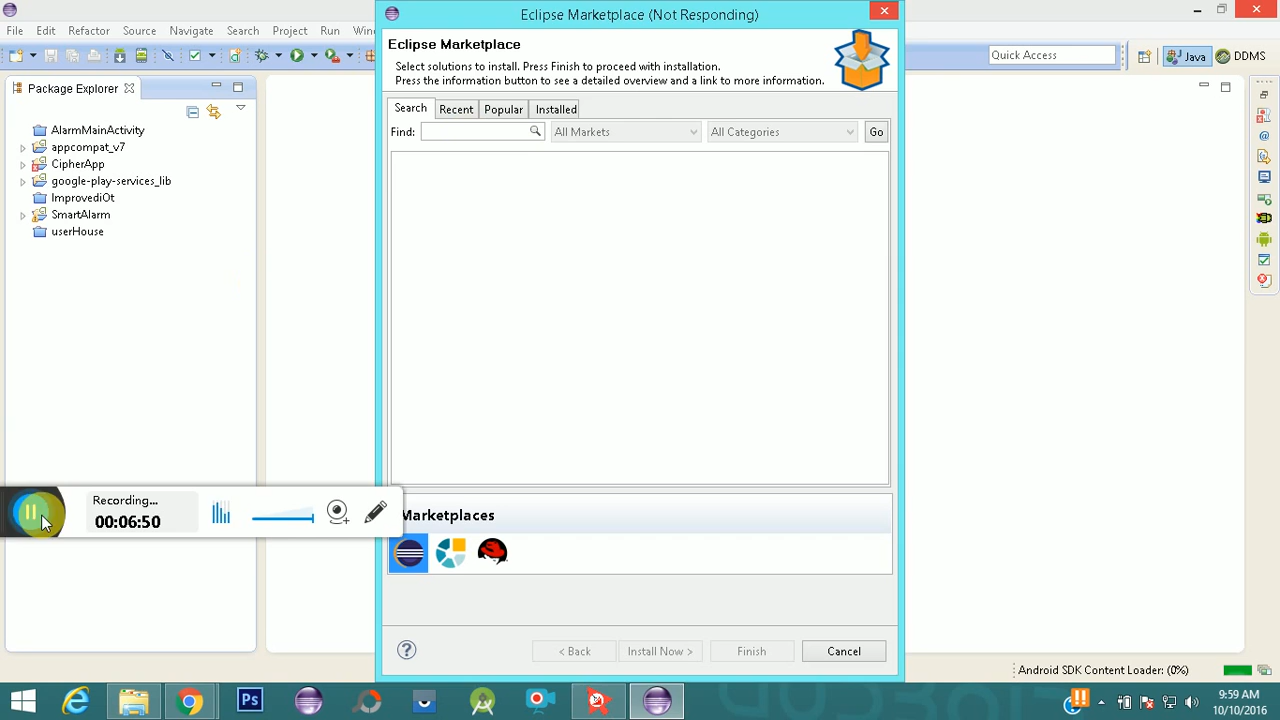 Eclipse Marketplace (Not Responding)
File Edit Refactor Source Navigate Search Project Run
Eclipse Marketplace
Select solutions to install. Press Finish to proceed with installation.
Press the information button to see a detailed overview and a link to more information.
Quick Access
Java
DDMS
Package Explorer
Search
Recent
Popular
Installed
Find:
All Markets
All Categories
Go
AlarmMainActivity
appcompat_v7
CipherApp
google-play-services_lib
ImprovediOt
SmartAlarm
userHouse
Recording...
00:06:50
Marketplaces
< Back
Install Now >
Finish
Cancel
Android SDK Content Loader: (0%)
Ps
9:59 AM
10/10/2016